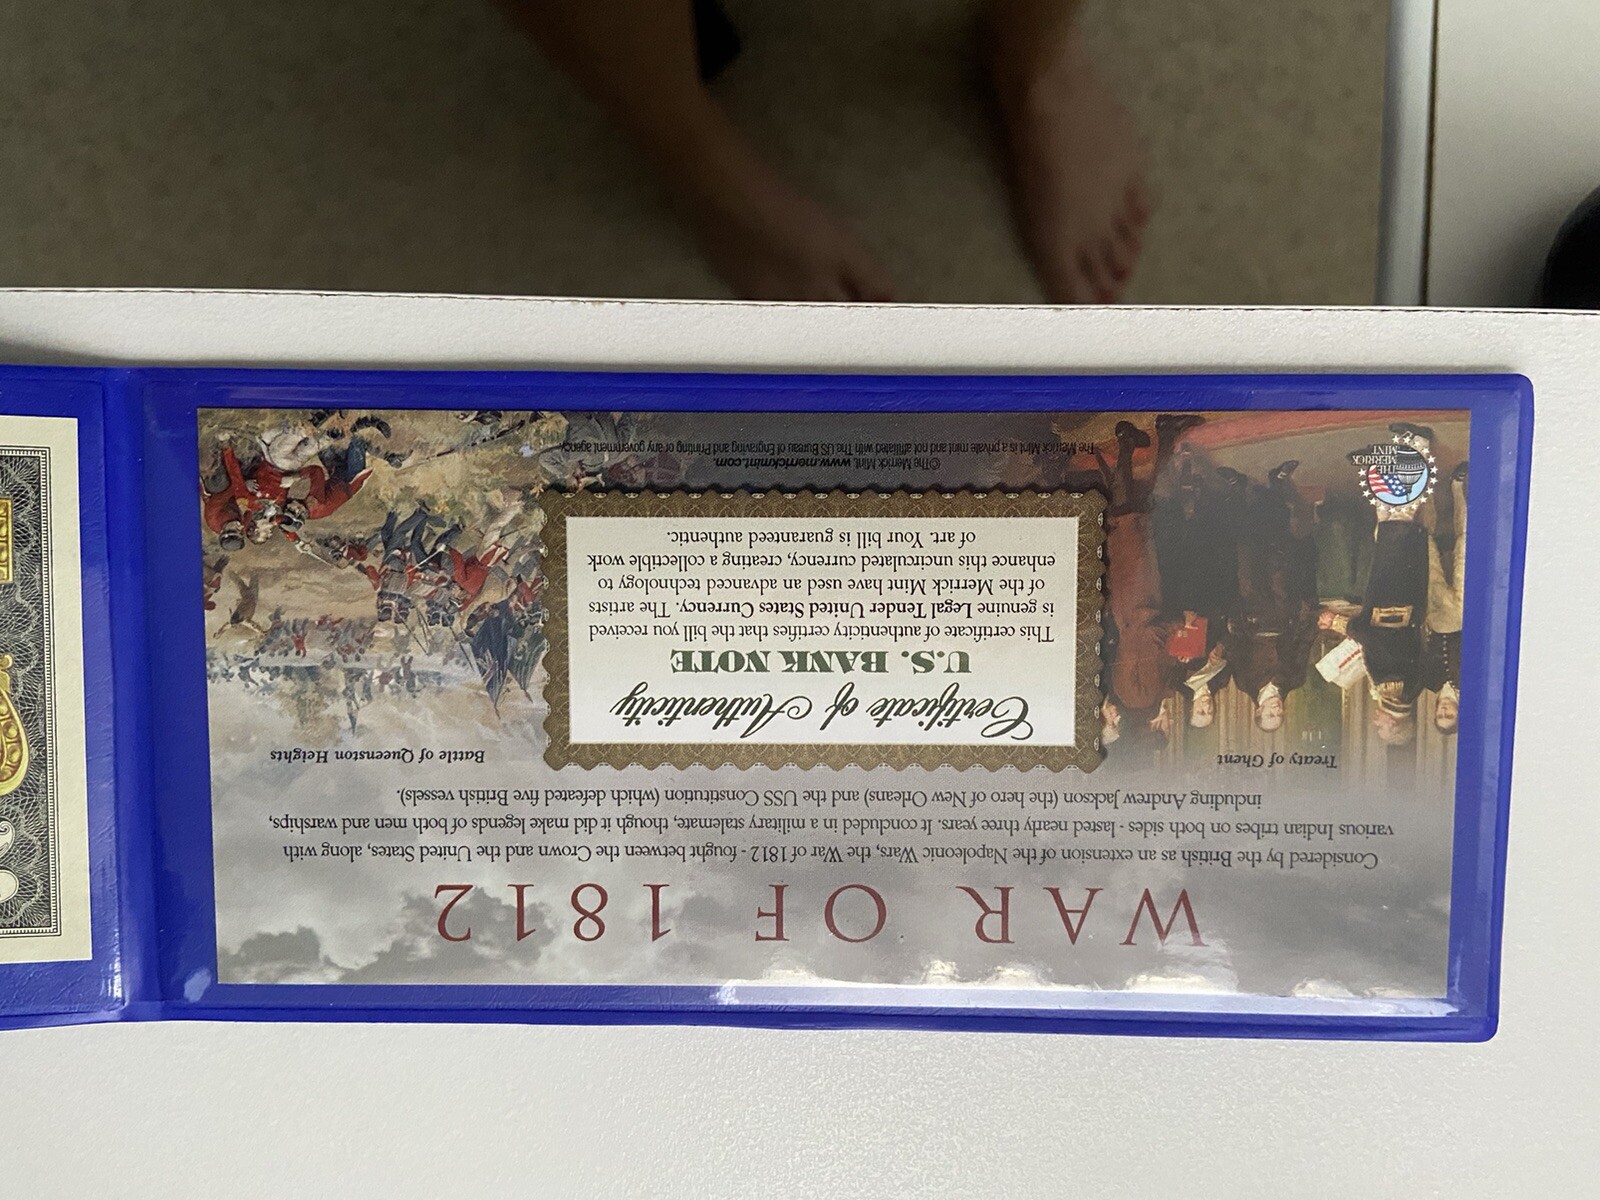 WAR OF 1812
Considered by the British as an extension of the Napoleonic Wars, the War of 1812 - fought between the Crown and the United States, along with
various Indian tribes on both sides - lasted nearly three years. It concluded in a military stalemate, though it did make legends of both men and warships,
including Andrew Jackson (the hero of New Orleans) and the USS Constitution (which defeated five British vessels).
Treaty of Ghent
Battle of Queenston Heights
Certificate of Authenticity
U.S. BANK NOTE
This certificate of authenticity certifies that the bill you received
is genuine Legal Tender United States Currency. The artists
of the Merrick Mint have used an advanced technology to
enhance this uncirculated currency, creating a collectible work
of art. Your bill is guaranteed authentic.
THE
MERRICK
MINT
©The Merrick Mint. www.merrickmint.com.
The Merrick Mint is a private mint and not affiliated with The US Bureau of Engraving and Printing or any government agency.